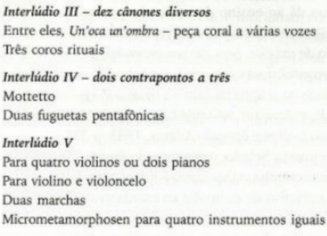 Interlúdio III – dez cânones diversos
Entre eles, Un'oca un'ombra – peça coral a várias vozes
Três coros rituais
Interlúdio IV – dois contrapontos a três
Mottetto
Duas fuguetas pentafônicas
Interlúdio V
Para quatro violinos ou dois pianos
Para violino e violoncelo
Duas marchas
Micrometamorphosen para quatro instrumentos iguais